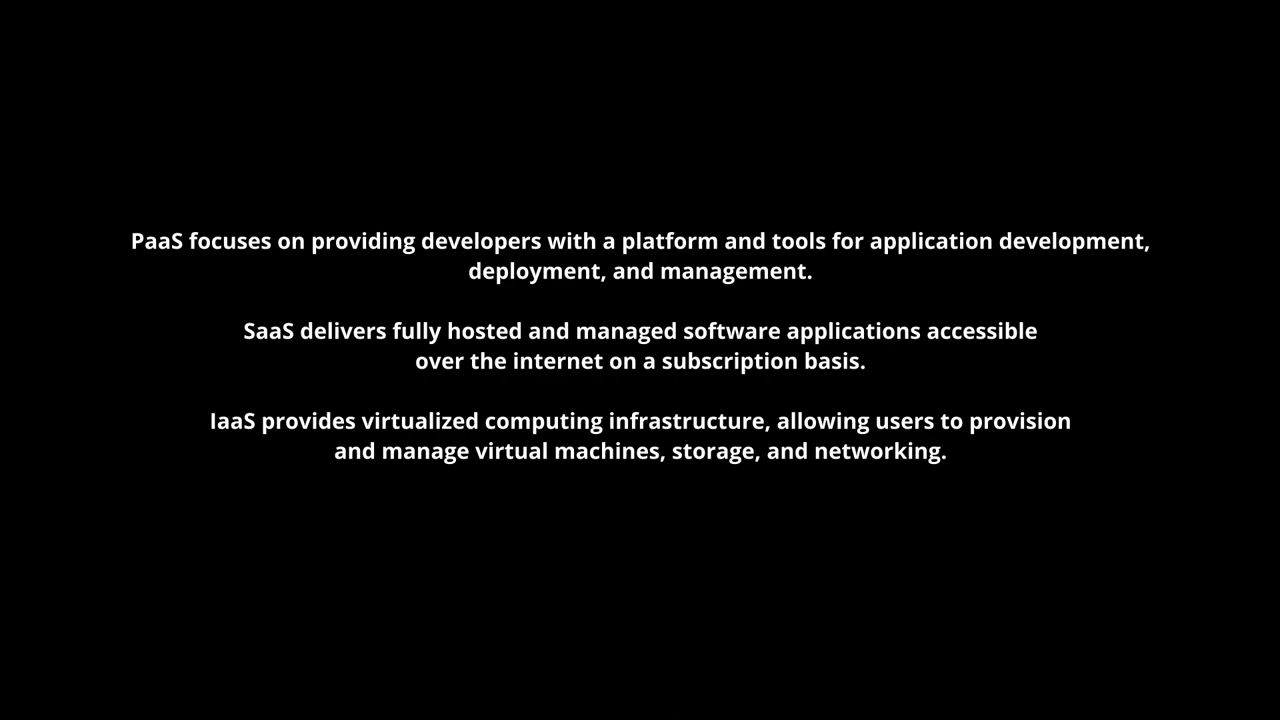 PaaS focuses on providing developers with a platform and tools for application development,
deployment, and management.
SaaS delivers fully hosted and managed software applications accessible
over the internet on a subscription basis.
IaaS provides virtualized computing infrastructure, allowing users to provision
and manage virtual machines, storage, and networking.